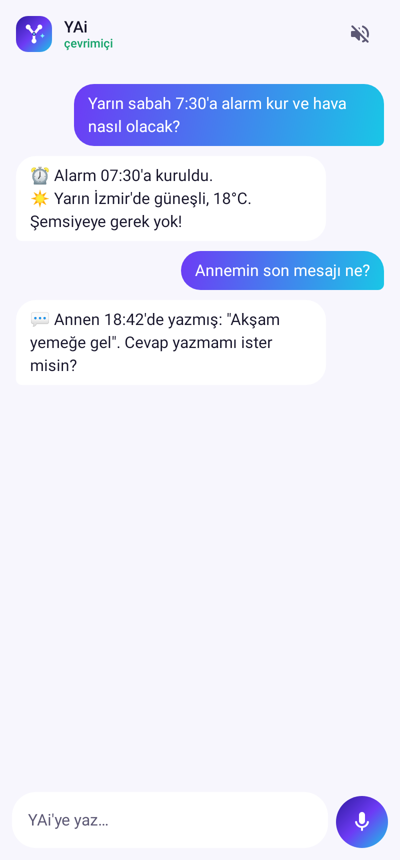 YAi
çevrimiçi
Yarın sabah 7:30'a alarm kur ve hava
nasıl olacak?
⏰ Alarm 07:30'a kuruldu.
☀️ Yarın İzmir'de güneşli, 18°C.
Şemsiyeye gerek yok!
Annemin son mesajı ne?
💬 Annen 18:42'de yazmış: "Akşam
yemeğe gel". Cevap yazmamı ister
misin?
YAi'ye yaz…